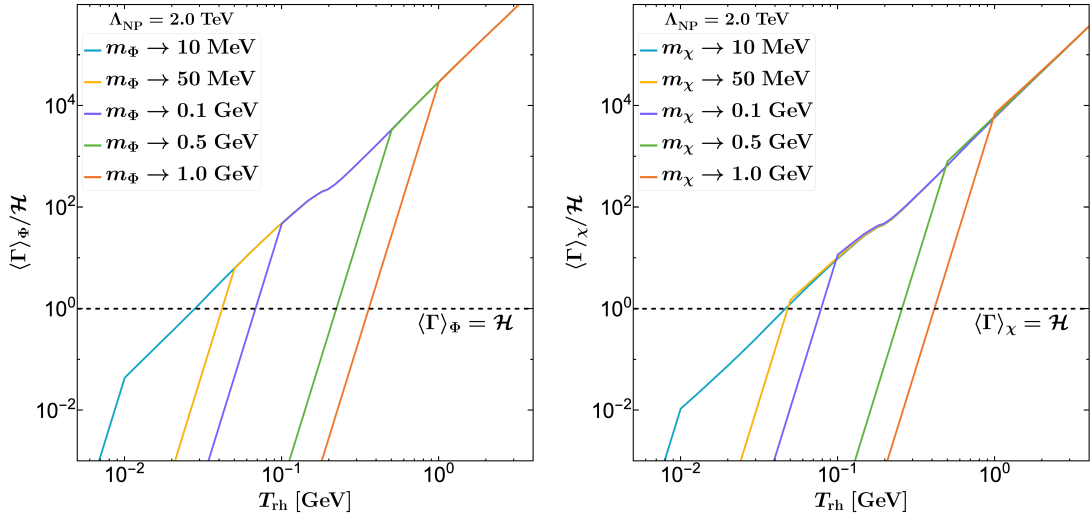 Λ_NP = 2.0 TeV
m_Φ → 10 MeV
m_Φ → 50 MeV
m_Φ → 0.1 GeV
m_Φ → 0.5 GeV
m_Φ → 1.0 GeV
10^4
10^2
10^0
10^−2
⟨Γ⟩_Φ/ℋ
⟨Γ⟩_Φ = ℋ
10^−2
10^−1
10^0
T_rh [GeV]
Λ_NP = 2.0 TeV
m_χ → 10 MeV
m_χ → 50 MeV
m_χ → 0.1 GeV
m_χ → 0.5 GeV
m_χ → 1.0 GeV
10^4
10^2
10^0
10^−2
⟨Γ⟩_χ/ℋ
⟨Γ⟩_χ = ℋ
10^−2
10^−1
10^0
T_rh [GeV]